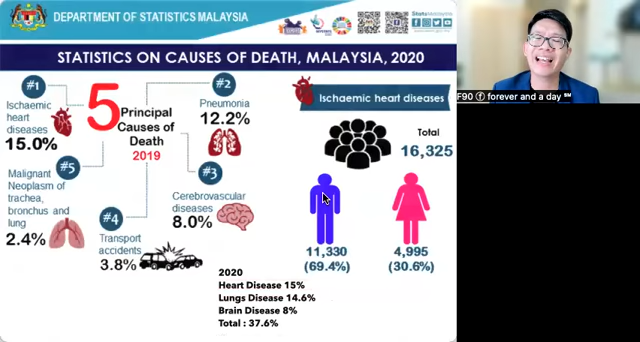 DEPARTMENT OF STATISTICS MALAYSIA
StatsMalaysia
STATISTICS ON CAUSES OF DEATH, MALAYSIA, 2020
#1
Ischaemic
heart
diseases
15.0%
5
Principal
Causes of
Death
2019
#2
Pneumonia
12.2%
#3
Cerebrovascular
diseases
8.0%
#5
Malignant
Neoplasm of
trachea,
bronchus and
lung
2.4%
#4
Transport
accidents
3.8%
Ischaemic heart diseases
Total
16,325
11,330
(69.4%)
4,995
(30.6%)
2020
Heart Disease 15%
Lungs Disease 14.6%
Brain Disease 8%
Total : 37.6%
F90 ⓕ forever and a day ℠